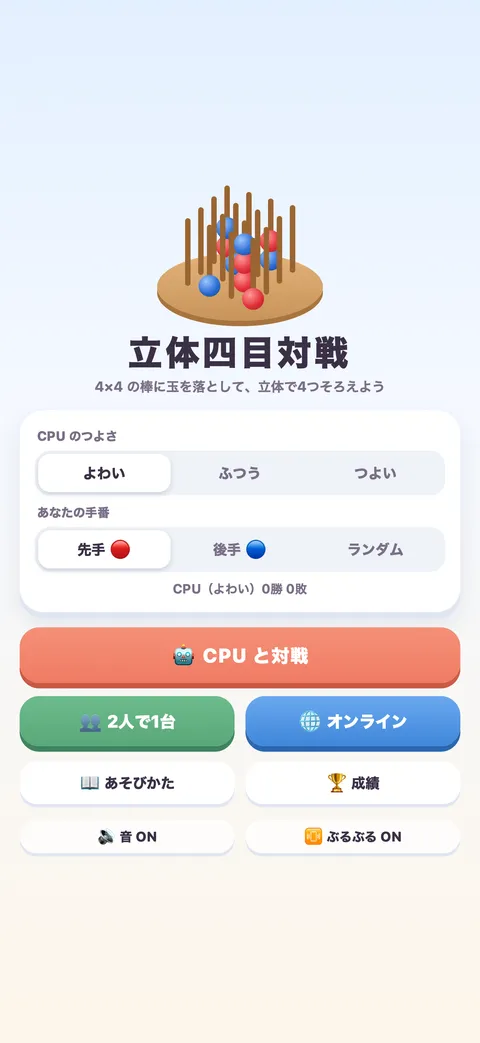 立体四目対戦
4×4 の棒に玉を落として、立体で4つそろえよう
CPU のつよさ
よわい ふつう つよい
あなたの手番
先手 後手 ランダム
CPU（よわい）0勝 0敗
CPU と対戦
2人で1台 オンライン
あそびかた 成績
音 ON ぶるぶる ON